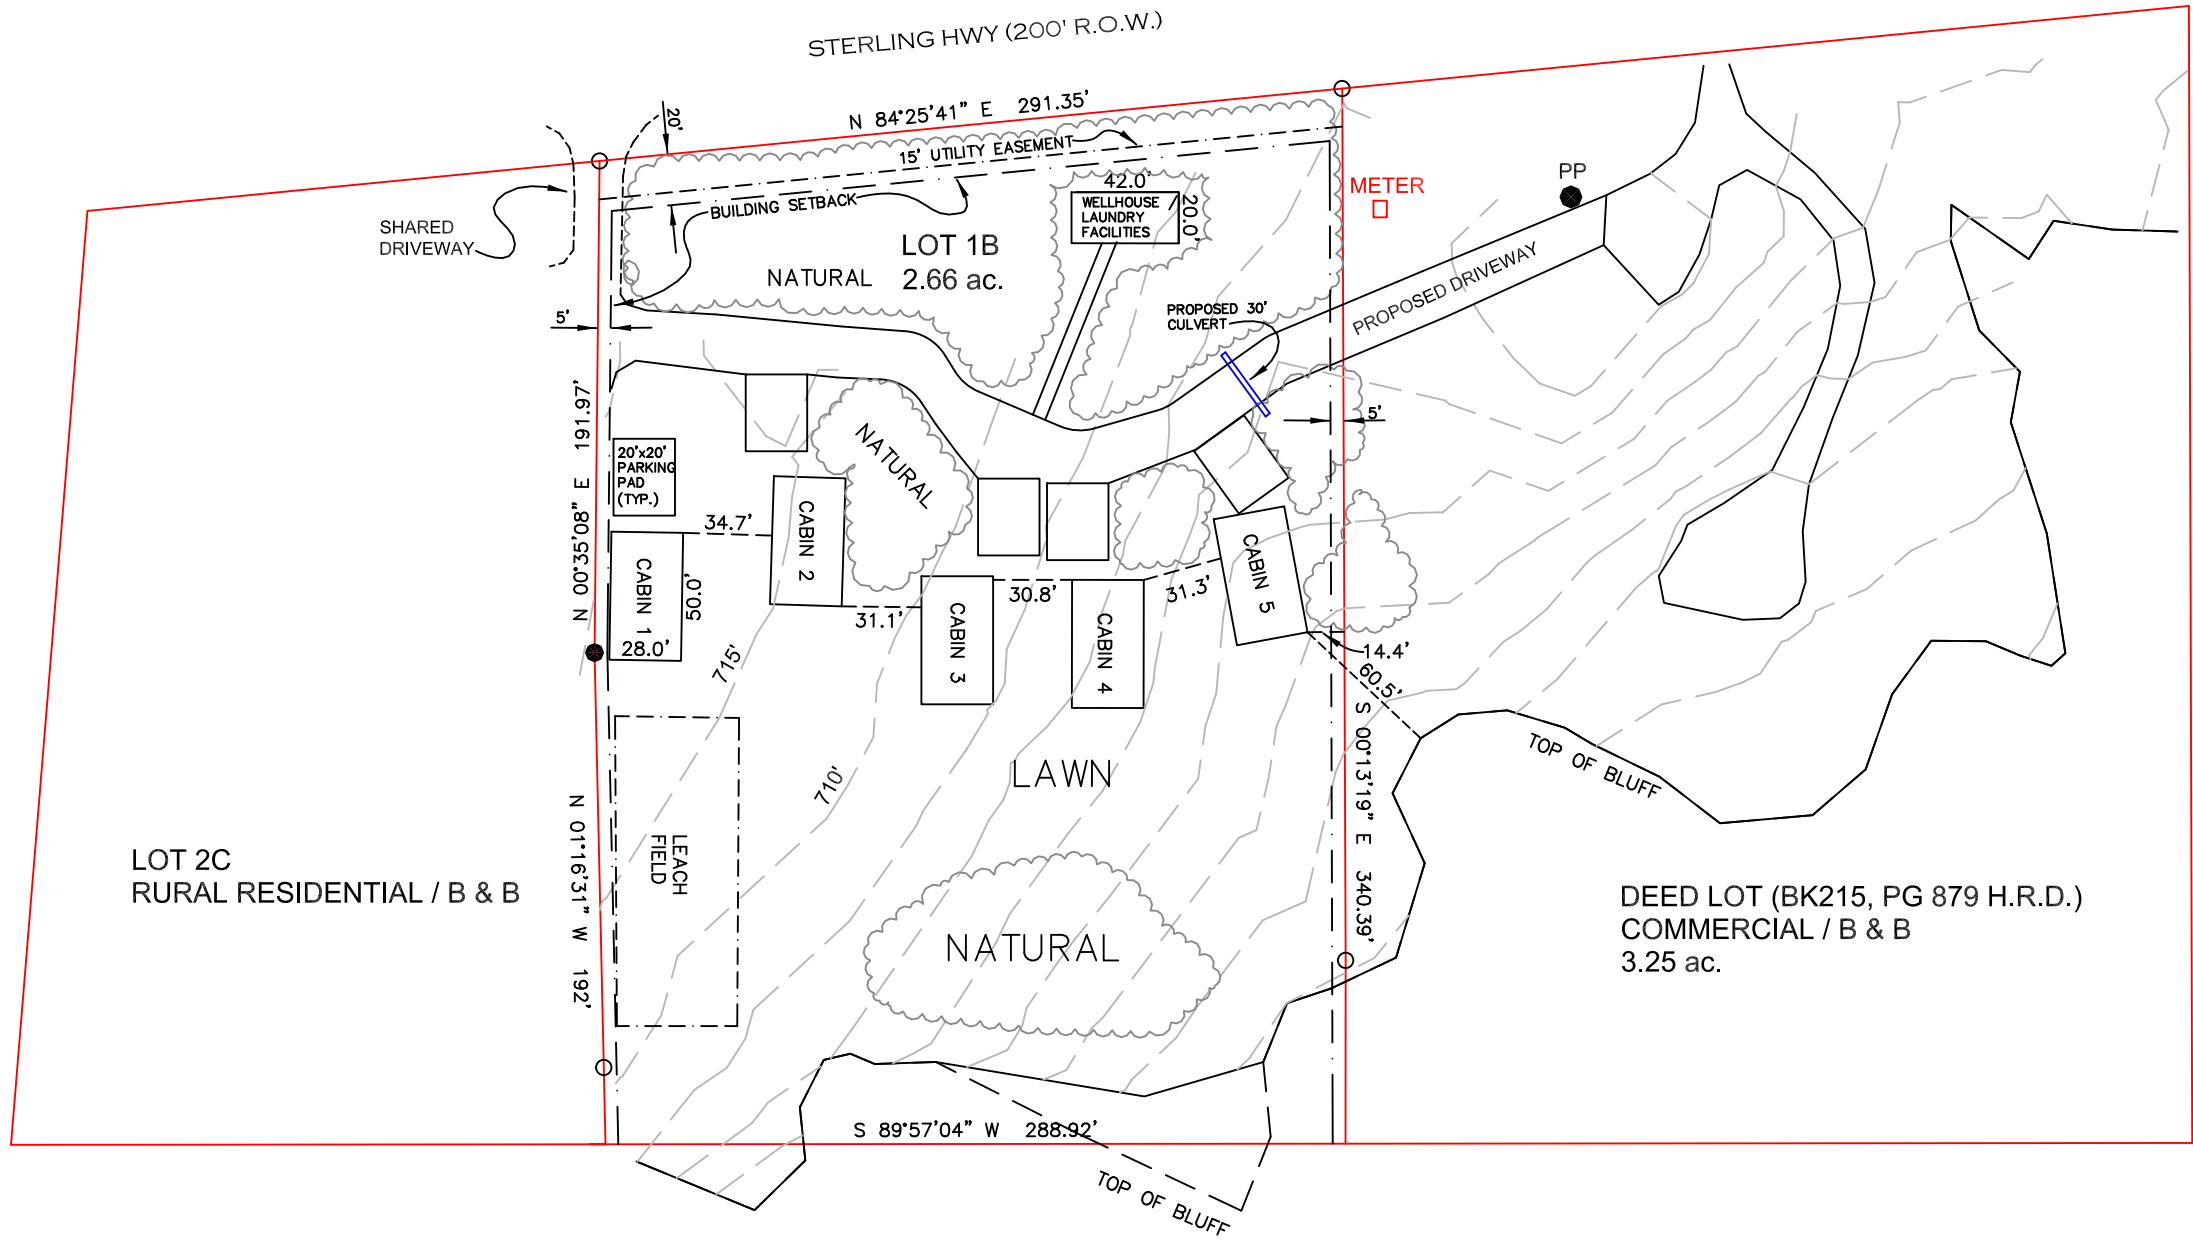 STERLING HWY (200' R.O.W.)
N 84°25'41" E 291.35'
20'
15' UTILITY EASEMENT
BUILDING SETBACK
SHARED
DRIVEWAY
42.0'
WELLHOUSE
LAUNDRY
FACILITIES
20.0'
METER
PP
LOT 1B
2.66 ac.
NATURAL
PROPOSED 30'
CULVERT
PROPOSED DRIVEWAY
5'
5'
N 00°35'08" E 191.97'
20'x20'
PARKING
PAD
(TYP.)
NATURAL
34.7'
CABIN 1
50.0'
28.0'
CABIN 2
31.1'
CABIN 3
30.8'
CABIN 4
31.3'
CABIN 5
14.4'
60.5'
715'
710'
S 00°13'19" E 340.39'
TOP OF BLUFF
LAWN
N 01°16'31" W 192'
LEACH
FIELD
LOT 2C
RURAL RESIDENTIAL / B & B
NATURAL
DEED LOT (BK215, PG 879 H.R.D.)
COMMERCIAL / B & B
3.25 ac.
S 89°57'04" W 288.92'
TOP OF BLUFF